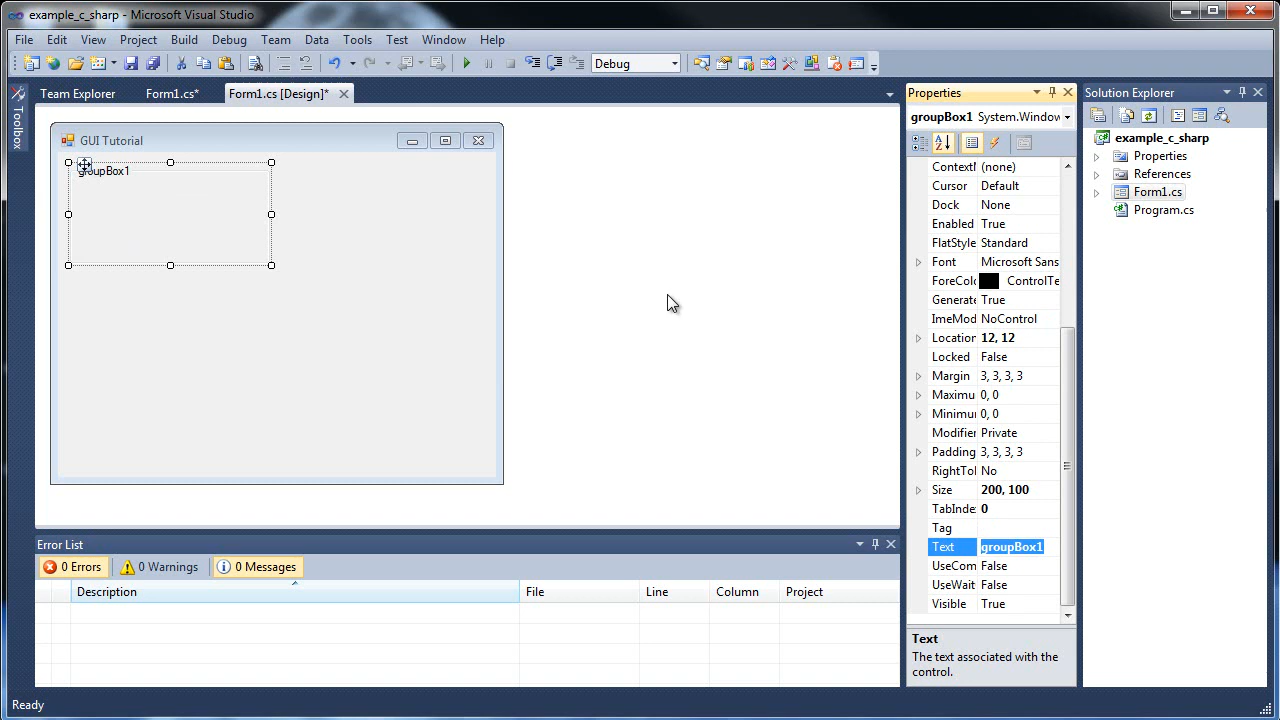 example_c_sharp - Microsoft Visual Studio
File Edit View Project Build Debug Team Data Tools Test Window Help
Debug
Toolbox
Team Explorer Form1.cs* Form1.cs [Design]*
GUI Tutorial
groupBox1
Properties
groupBox1 System.Window
ContextM (none)
Cursor Default
Dock None
Enabled True
FlatStyle Standard
Font Microsoft Sans
ForeColo ControlTe
Generate True
ImeMod NoControl
Location 12, 12
Locked False
Margin 3, 3, 3, 3
Maximu 0, 0
Minimum 0, 0
Modifier Private
Padding 3, 3, 3, 3
RightToL No
Size 200, 100
TabIndex 0
Tag
Text groupBox1
UseCom False
UseWait False
Visible True
Text
The text associated with the
control.
Solution Explorer
example_c_sharp
Properties
References
Form1.cs
Program.cs
Error List
0 Errors 0 Warnings 0 Messages
Description File Line Column Project
Ready